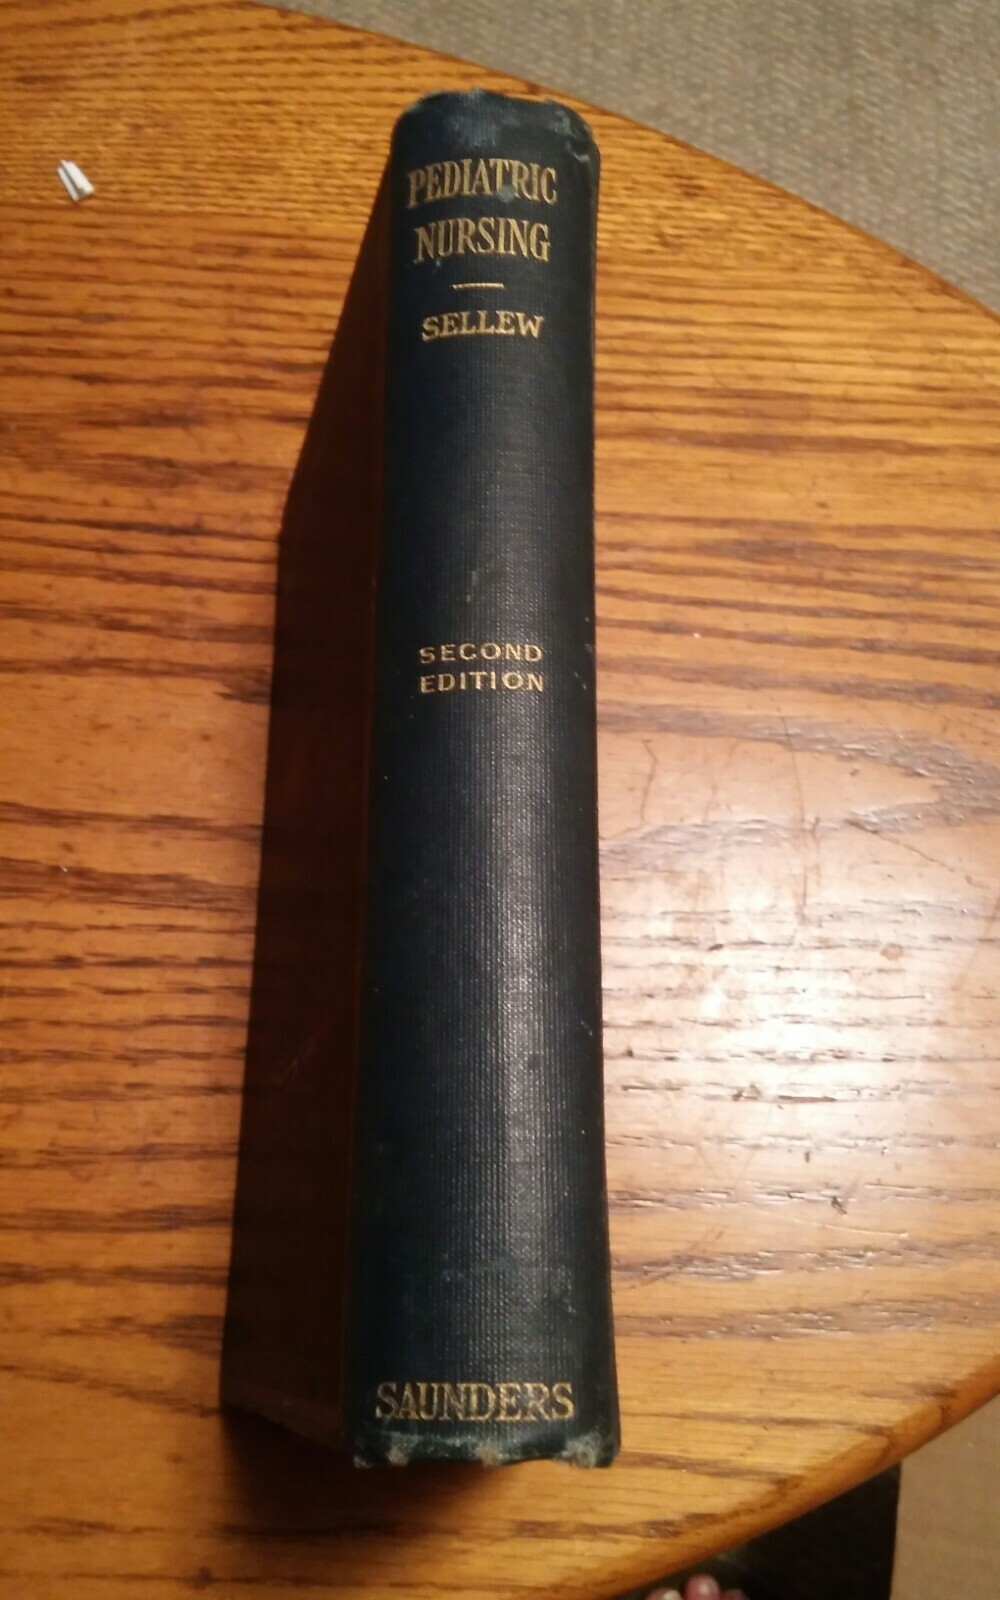 PEDIATRIC
NURSING
SELLEW
SECOND
EDITION
SAUNDERS